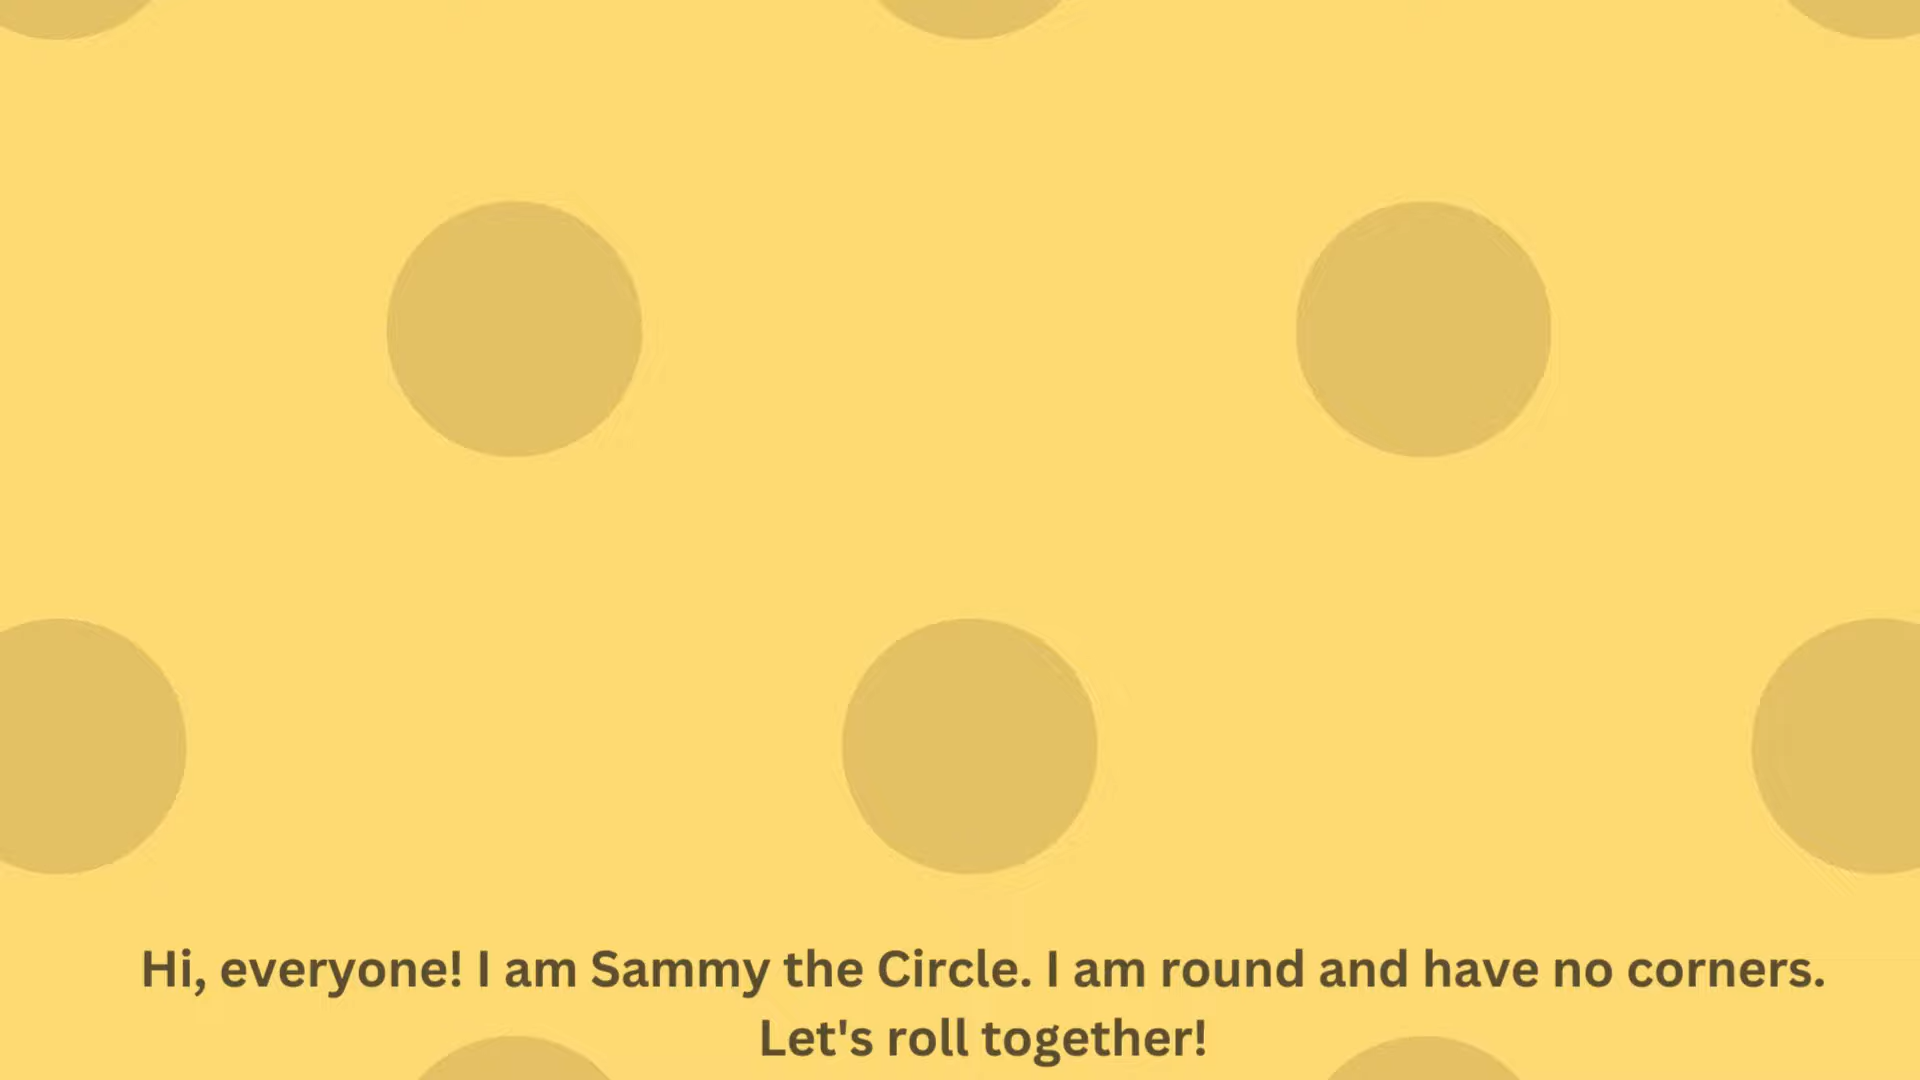 Hi, everyone! I am Sammy the Circle. I am round and have no corners.
Let's roll together!